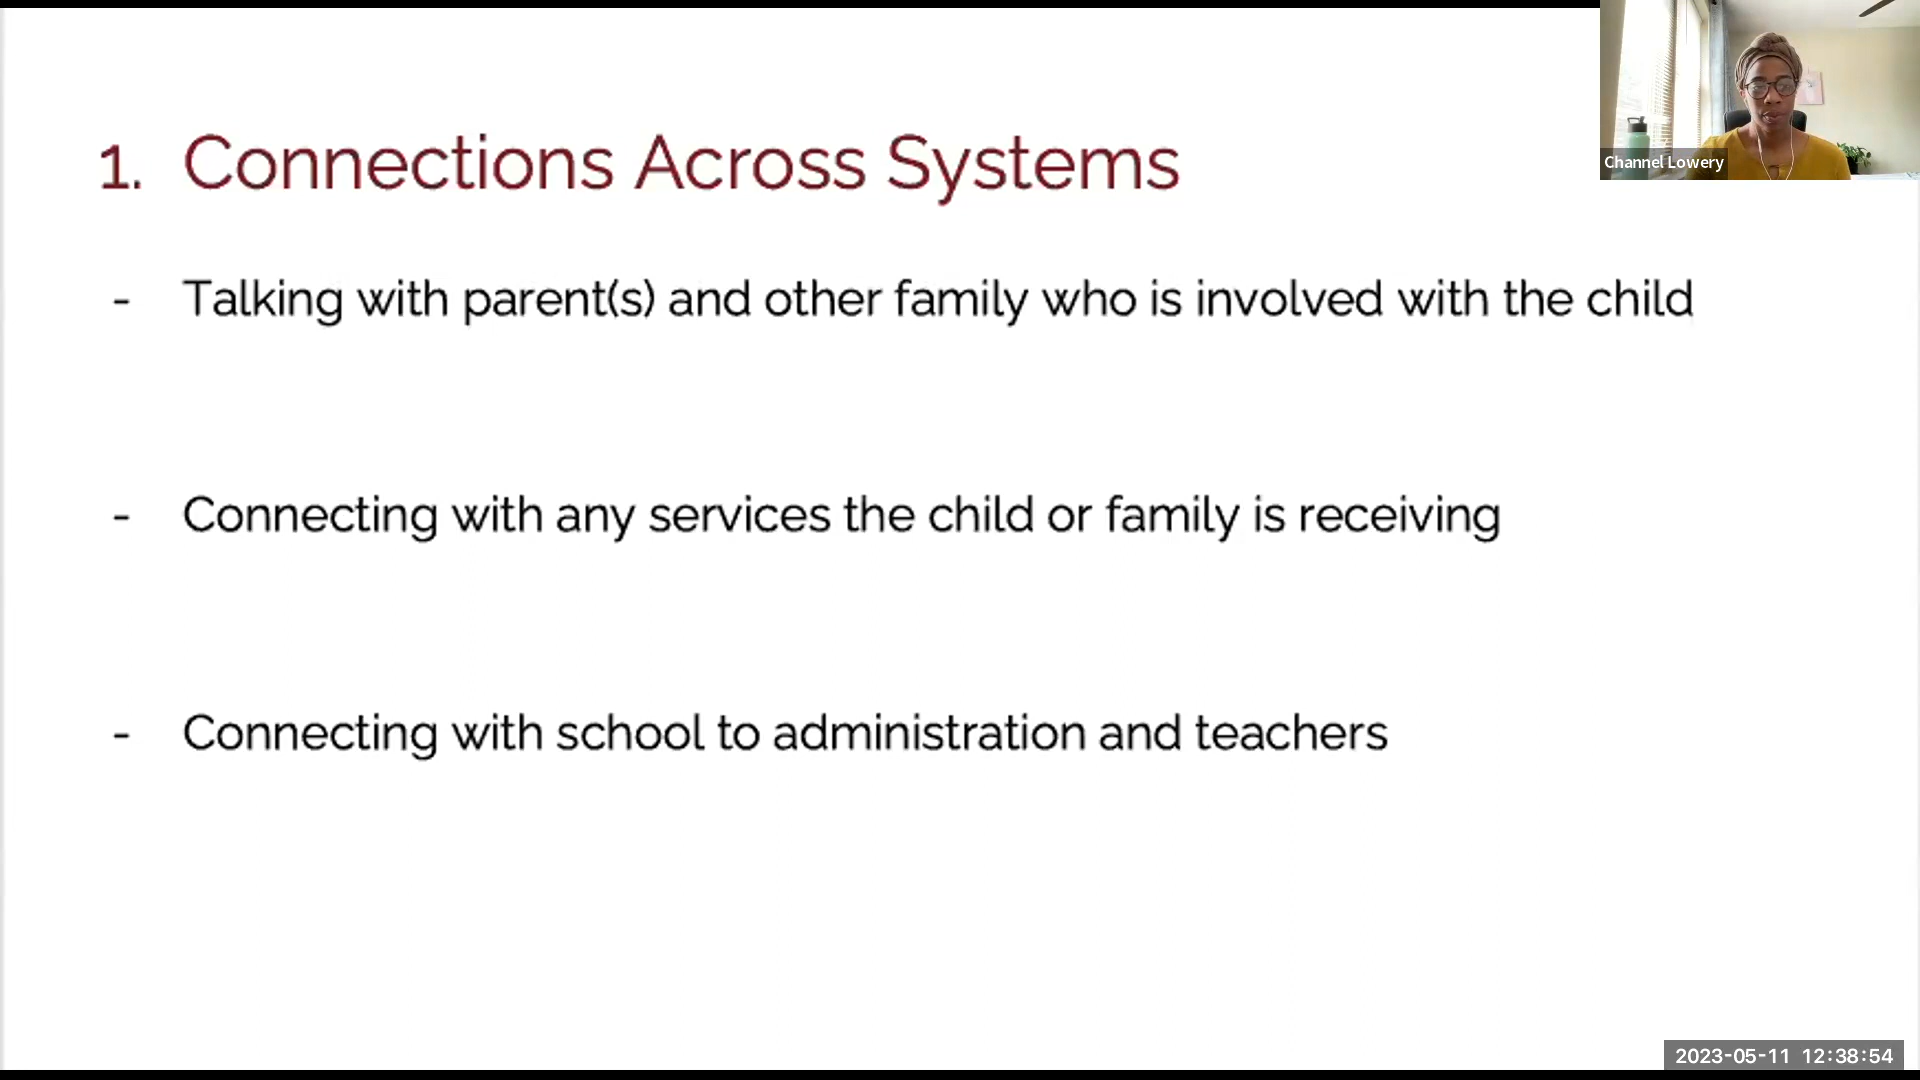 1. Connections Across Systems
- Talking with parent(s) and other family who is involved with the child
- Connecting with any services the child or family is receiving
- Connecting with school to administration and teachers
Channel Lowery
2023-05-11 12:38:54